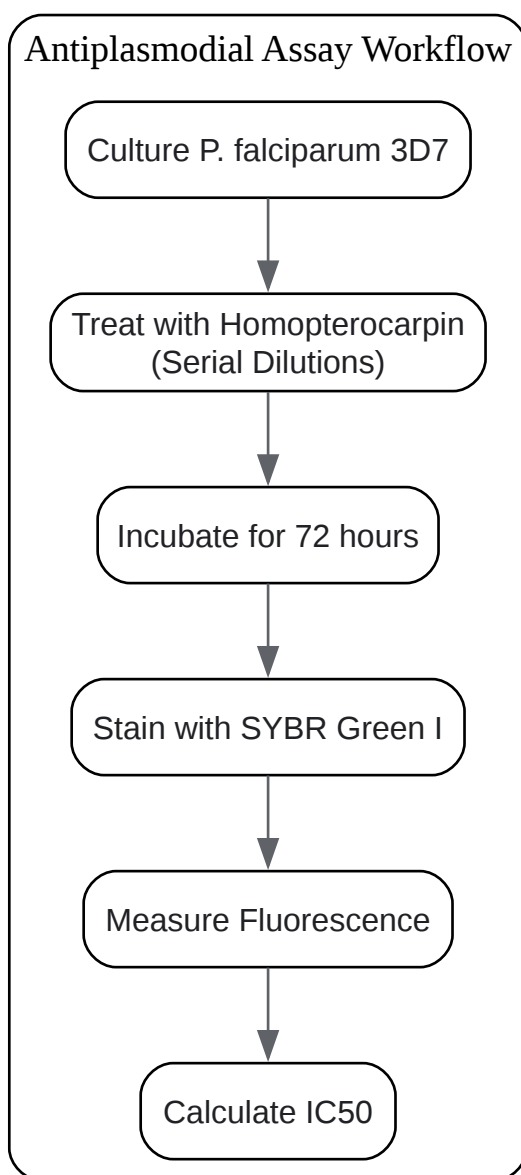 Antiplasmodial Assay Workflow
Culture P. falciparum 3D7
Treat with Homopterocarpin
(Serial Dilutions)
Incubate for 72 hours
Stain with SYBR Green I
Measure Fluorescence
Calculate IC50